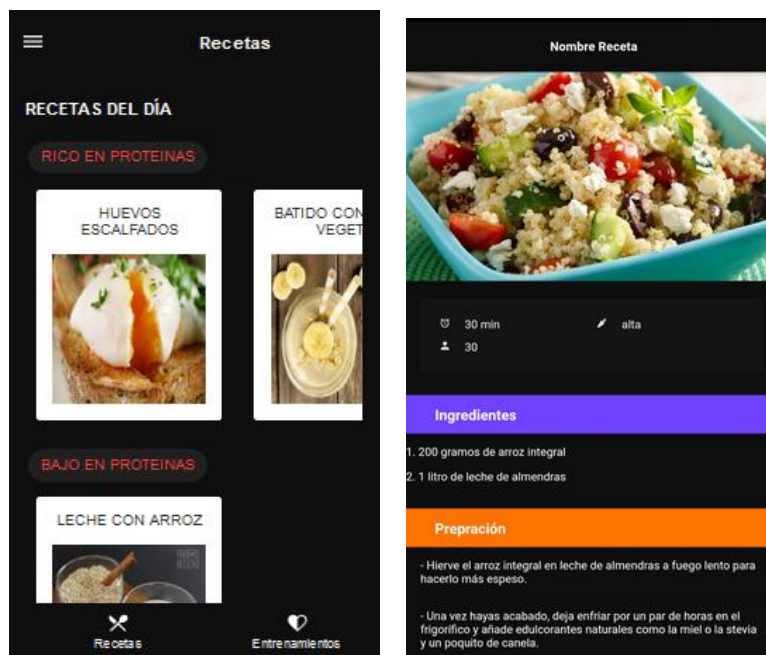 Recetas
RECETAS DEL DÍA
RICO EN PROTEINAS
HUEVOS
ESCALFADOS
BATIDO CON
VEGET
BAJO EN PROTEINAS
LECHE CON ARROZ
Recetas
Entrenamientos
Nombre Receta
30 min
alta
30
Ingredientes
1. 200 gramos de arroz integral
2. 1 litro de leche de almendras
Prepración
- Hierve el arroz integral en leche de almendras a fuego lento para
hacerlo más espeso.
- Una vez hayas acabado, deja enfriar por un par de horas en el
frigorífico y añade edulcorantes naturales como la miel o la stevia
y un poquito de canela.